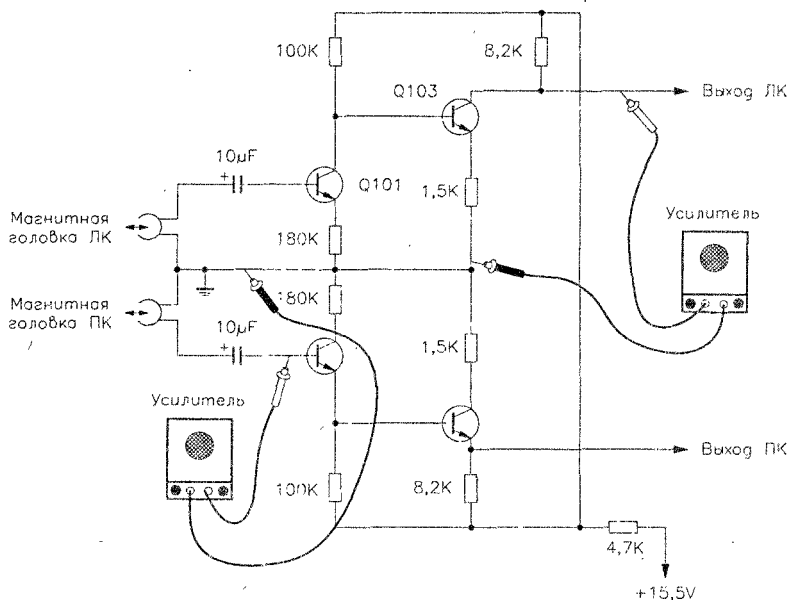 100K
8,2K
Q103
Выход ЛК
10µF
+
Q101
1,5K
Магнитная
головка ЛК
180K
Усилитель
Магнитная
головка ПК
180K
10µF
+
1,5K
Усилитель
Выход ПК
100K
8,2K
4,7K
+15,5V